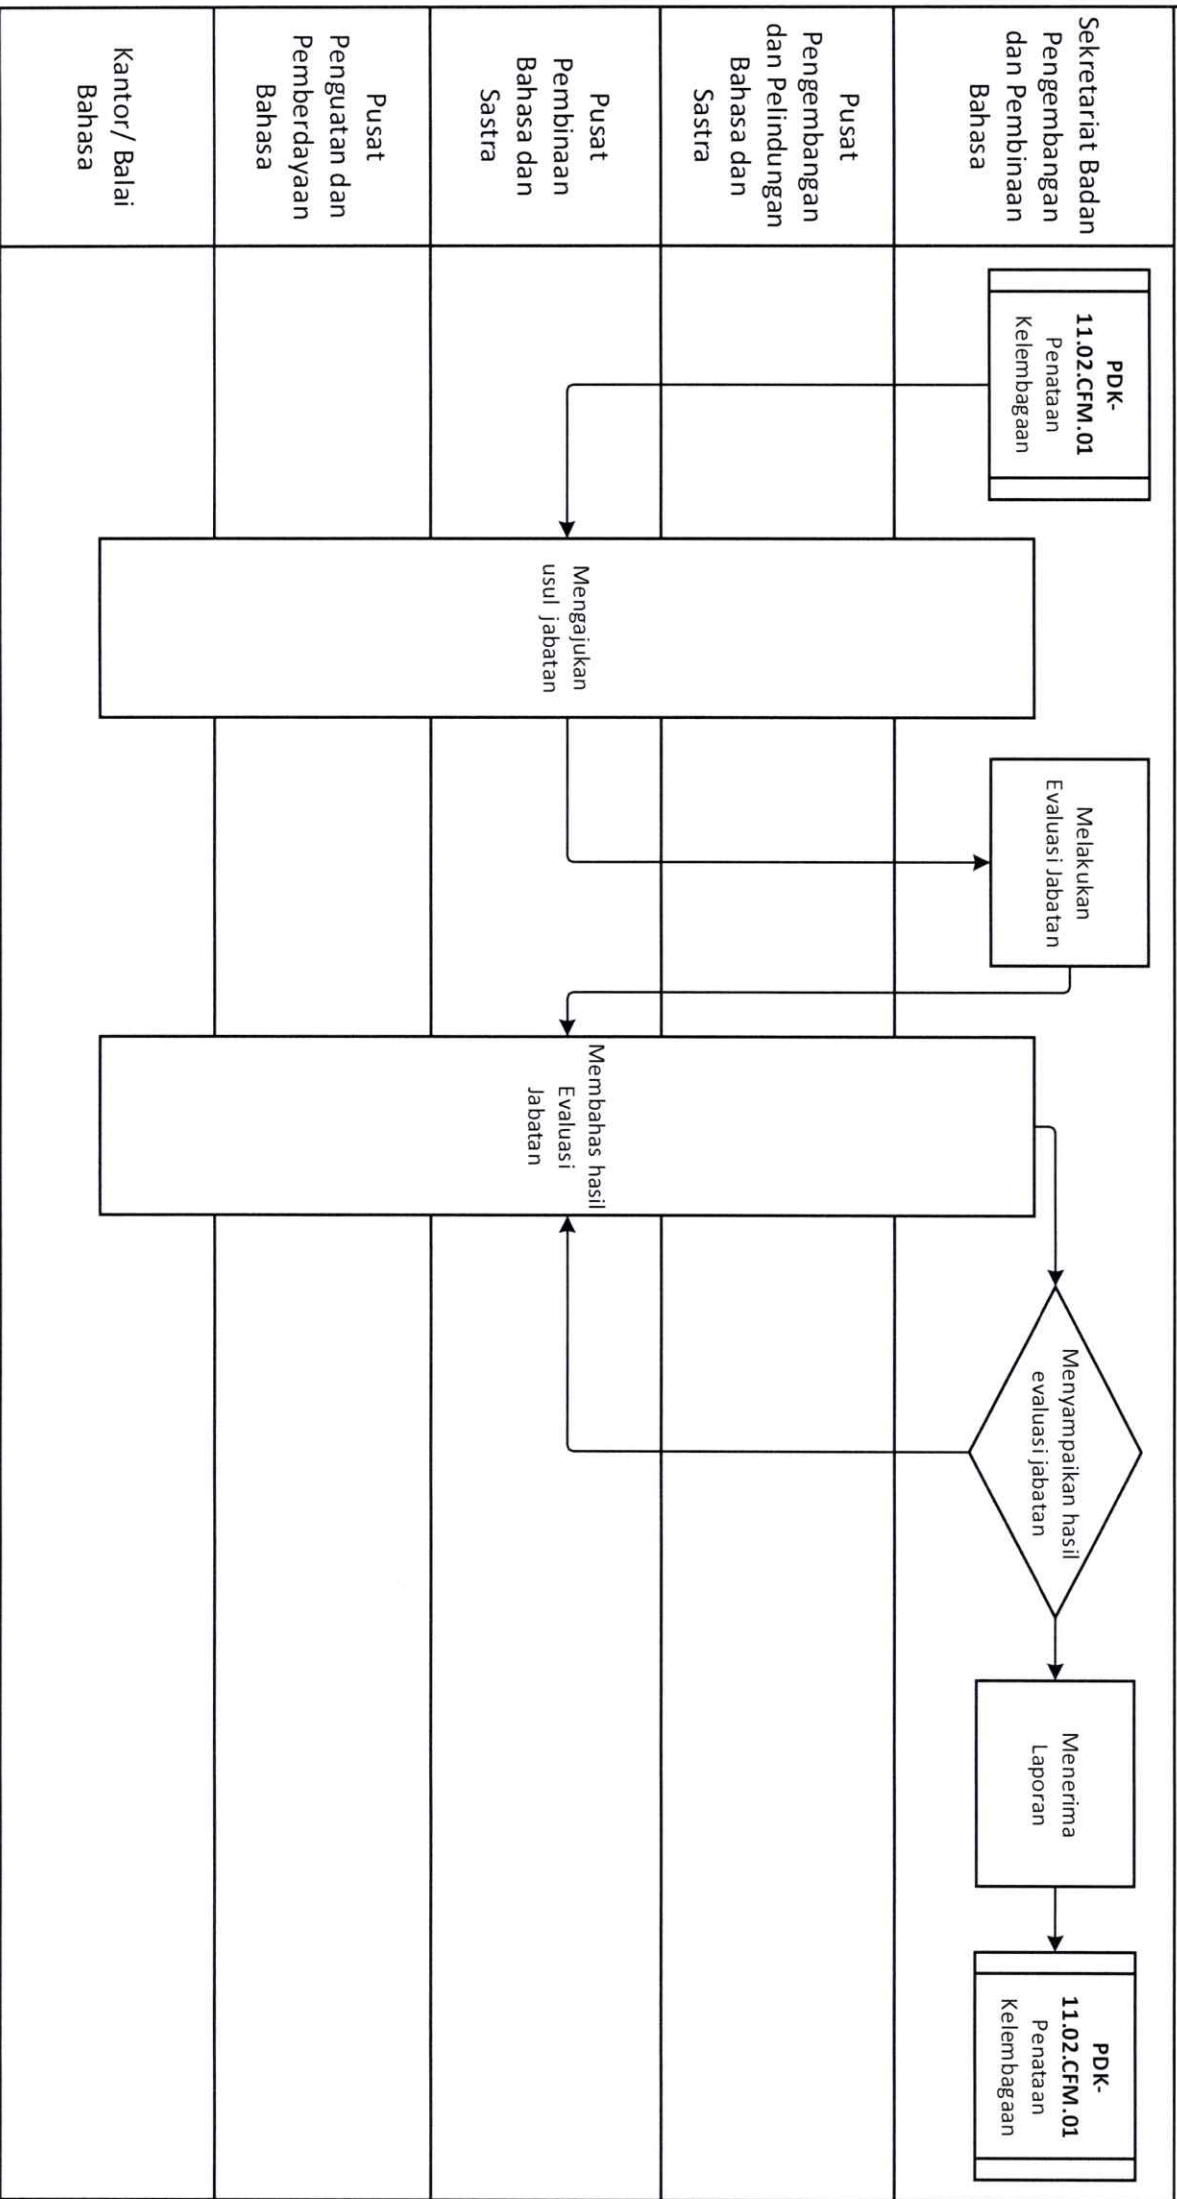 Sekretariat Badan
Pengembangan
dan Pembinaan
Bahasa
PDK-
11.02.CFM.01
Penataan
Kelembagaan
Melakukan
Evaluasi Jabatan
Menyampaikan hasil
evaluasi jabatan
Menerima
Laporan
PDK-
11.02.CFM.01
Penataan
Kelembagaan
Pusat
Pengembangan
dan Pelindungan
Bahasa dan
Sastra
Pusat
Pembinaan
Bahasa dan
Sastra
Mengajukan
usul jabatan
Membahas hasil
Evaluasi
Jabatan
Pusat
Penguatan dan
Pemberdayaan
Bahasa
Kantor/ Balai
Bahasa